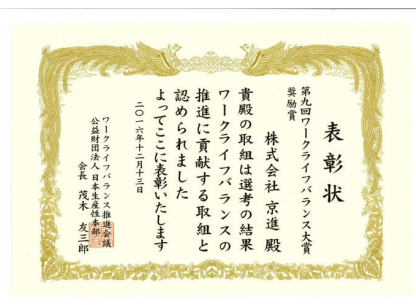 表彰状
第九回ワークライフバランス大賞
奨励賞
株式会社 京進 殿
貴殿の取組は選考の結果
ワークライフバランスの
推進に貢献する取組と
認められました
よってここに表彰いたします
二〇一六年十二月十三日
ワークライフバランス推進会議
公益財団法人 日本生産性本部
会長 茂木 友三郎